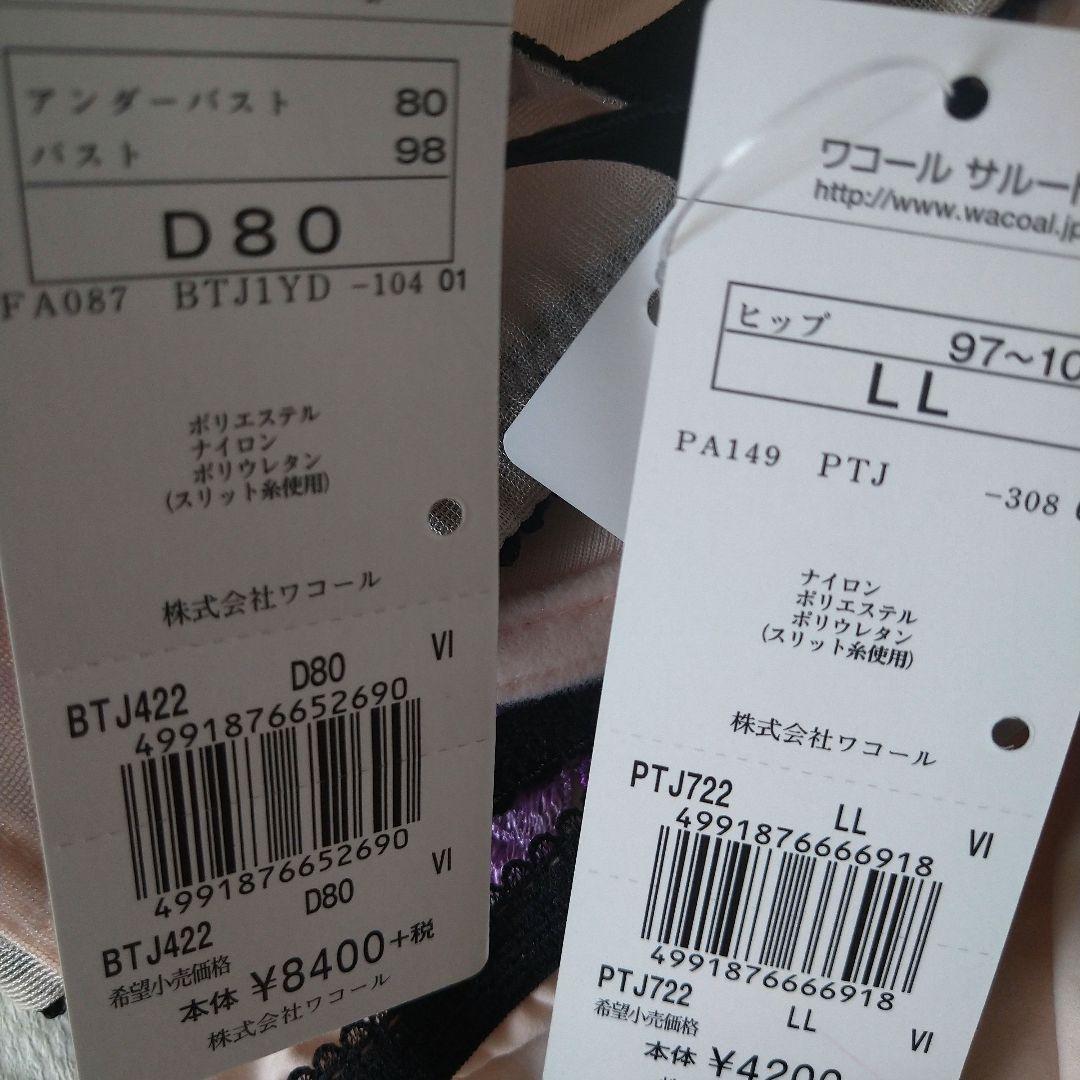 アンダーバスト 80
バスト 98
D80
FA087 BTJ1YD -104 01
ポリエステル
ナイロン
ポリウレタン
(スリット糸使用)
株式会社ワコール
BTJ422 D80 VI
4991876652690
4991876652690
BTJ422 D80 VI
希望小売価格
本体 ¥8400+税
株式会社ワコール
ワコール サルート
http://www.wacoal.jp
ヒップ 97~10
LL
PA149 PTJ -308
ナイロン
ポリエステル
ポリウレタン
(スリット糸使用)
株式会社ワコール
PTJ722 LL VI
4991876666918
4991876666918
PTJ722 LL VI
希望小売価格
本体 ¥4200